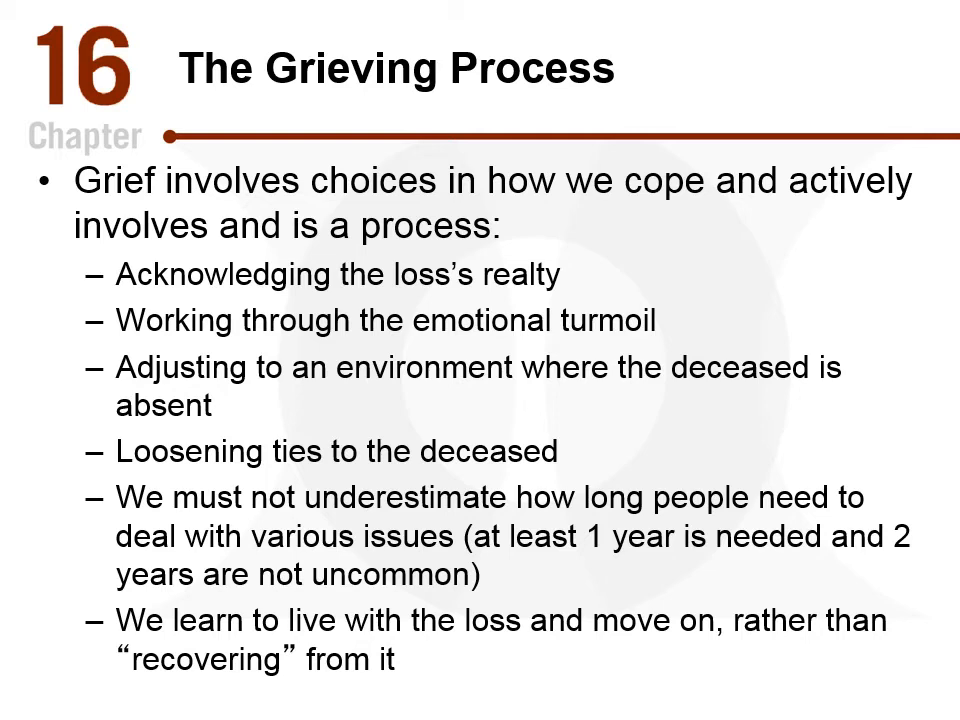 16
Chapter
The Grieving Process
• Grief involves choices in how we cope and actively
involves and is a process:
– Acknowledging the loss’s realty
– Working through the emotional turmoil
– Adjusting to an environment where the deceased is
absent
– Loosening ties to the deceased
– We must not underestimate how long people need to
deal with various issues (at least 1 year is needed and 2
years are not uncommon)
– We learn to live with the loss and move on, rather than
“recovering” from it